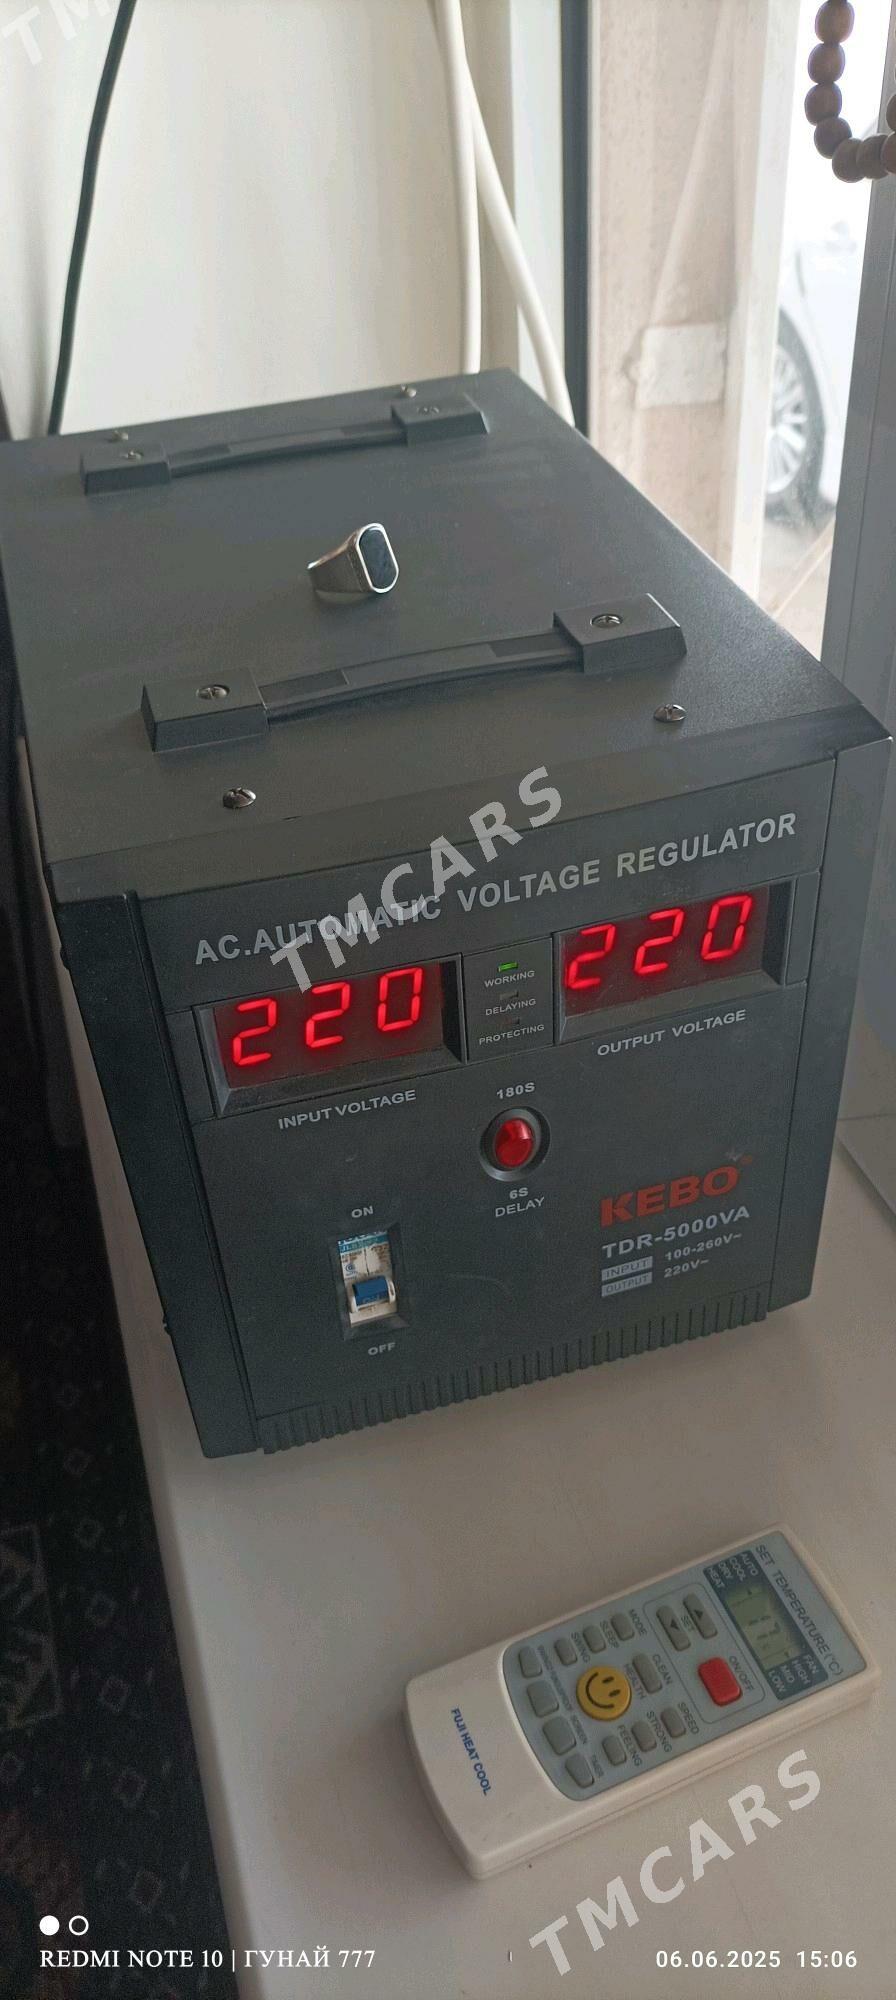 TM
TMCARS
AC.AUTOMATIC VOLTAGE REGULATOR
220
WORKING
DELAYING
PROTECTING
220
INPUT VOLTAGE
OUTPUT VOLTAGE
180S
6S
DELAY
ON
OFF
KEBO
TDR-5000VA
INPUT 100-260V~
OUTPUT 220V~
SET TEMPERATURE(°C)
AUTO
COOL
DRY
HEAT
FAN
HIGH
MID
LOW
SET
ON/OFF
MODE
SLEEP
SWING
CLEAN
HEALTH
SPEED
STRONG
FEELING
SCREEN
TIMER
FUJI HEAT COOL
TMCARS
REDMI NOTE 10 | ГУНАЙ 777
06.06.2025 15:06